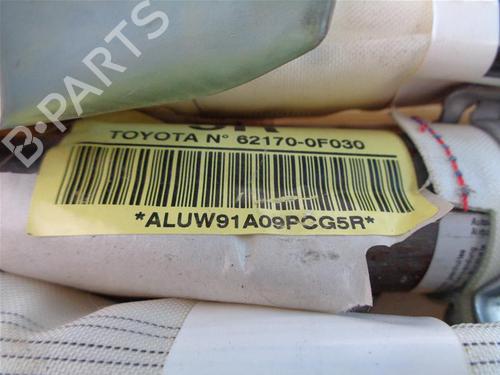 B-PARTS
TOYOTA N° 62170-0F030
*ALUW91A09PCG5R*